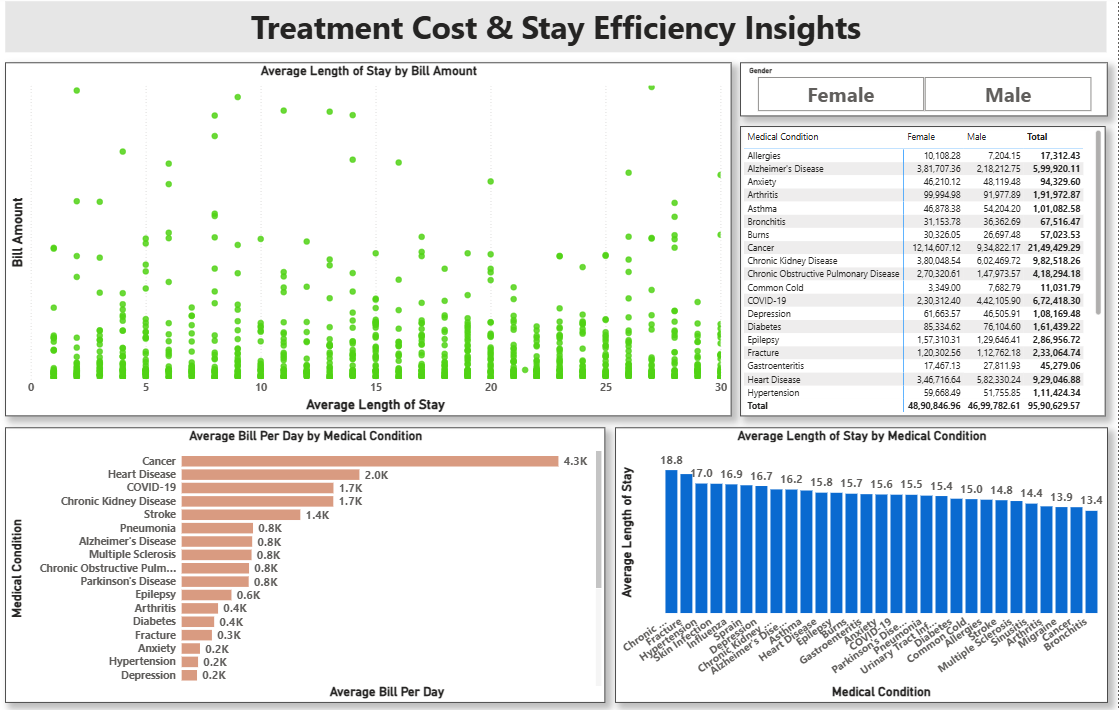 Treatment Cost & Stay Efficiency Insights
Average Length of Stay by Bill Amount
Bill Amount
0 5 10 15 20 25 30
Average Length of Stay
Gender
Female Male
Medical Condition Female Male Total
Allergies 10,108.28 7,204.15 17,312.43
Alzheimer's Disease 3,81,707.36 2,18,212.75 5,99,920.11
Anxiety 46,210.12 48,119.48 94,329.60
Arthritis 99,994.98 91,977.89 1,91,972.87
Asthma 46,878.38 54,204.20 1,01,082.58
Bronchitis 31,153.78 36,362.69 67,516.47
Burns 30,326.05 26,697.48 57,023.53
Cancer 12,14,607.12 9,34,822.17 21,49,429.29
Chronic Kidney Disease 3,80,048.54 6,02,469.72 9,82,518.26
Chronic Obstructive Pulmonary Disease 2,70,320.61 1,47,973.57 4,18,294.18
Common Cold 3,349.00 7,682.79 11,031.79
COVID-19 2,30,312.40 4,42,105.90 6,72,418.30
Depression 61,663.57 46,505.91 1,08,169.48
Diabetes 85,334.62 76,104.60 1,61,439.22
Epilepsy 1,57,310.31 1,29,646.41 2,86,956.72
Fracture 1,20,302.56 1,12,762.18 2,33,064.74
Gastroenteritis 17,467.13 27,811.93 45,279.06
Heart Disease 3,46,716.64 5,82,330.24 9,29,046.88
Hypertension 59,668.49 51,755.85 1,11,424.34
Total 48,90,846.96 46,99,782.61 95,90,629.57
Average Bill Per Day by Medical Condition
Medical Condition
Cancer 4.3K
Heart Disease 2.0K
COVID-19 1.7K
Chronic Kidney Disease 1.7K
Stroke 1.4K
Pneumonia 0.8K
Alzheimer's Disease 0.8K
Multiple Sclerosis 0.8K
Chronic Obstructive Pulm... 0.8K
Parkinson's Disease 0.8K
Epilepsy 0.6K
Arthritis 0.4K
Diabetes 0.4K
Fracture 0.3K
Anxiety 0.2K
Hypertension 0.2K
Depression 0.2K
Average Bill Per Day
Average Length of Stay by Medical Condition
Average Length of Stay
18.8 17.0 16.9 16.7 16.2 15.8 15.7 15.6 15.5 15.4 15.0 14.8 14.4 13.9 13.4
Chronic ...
Fracture
Hypertension
Skin Infection
Influenza
Sprain
Depression
Chronic Kidney ...
Alzheimer's Dise...
Asthma
Heart Disease
Epilepsy
Burns
Gastroenteritis
Anxiety
COVID-19
Parkinson's Dise...
Pneumonia
Urinary Tract Inf...
Diabetes
Common Cold
Allergies
Stroke
Multiple Sclerosis
Sinusitis
Arthritis
Migraine
Cancer
Bronchitis
Medical Condition